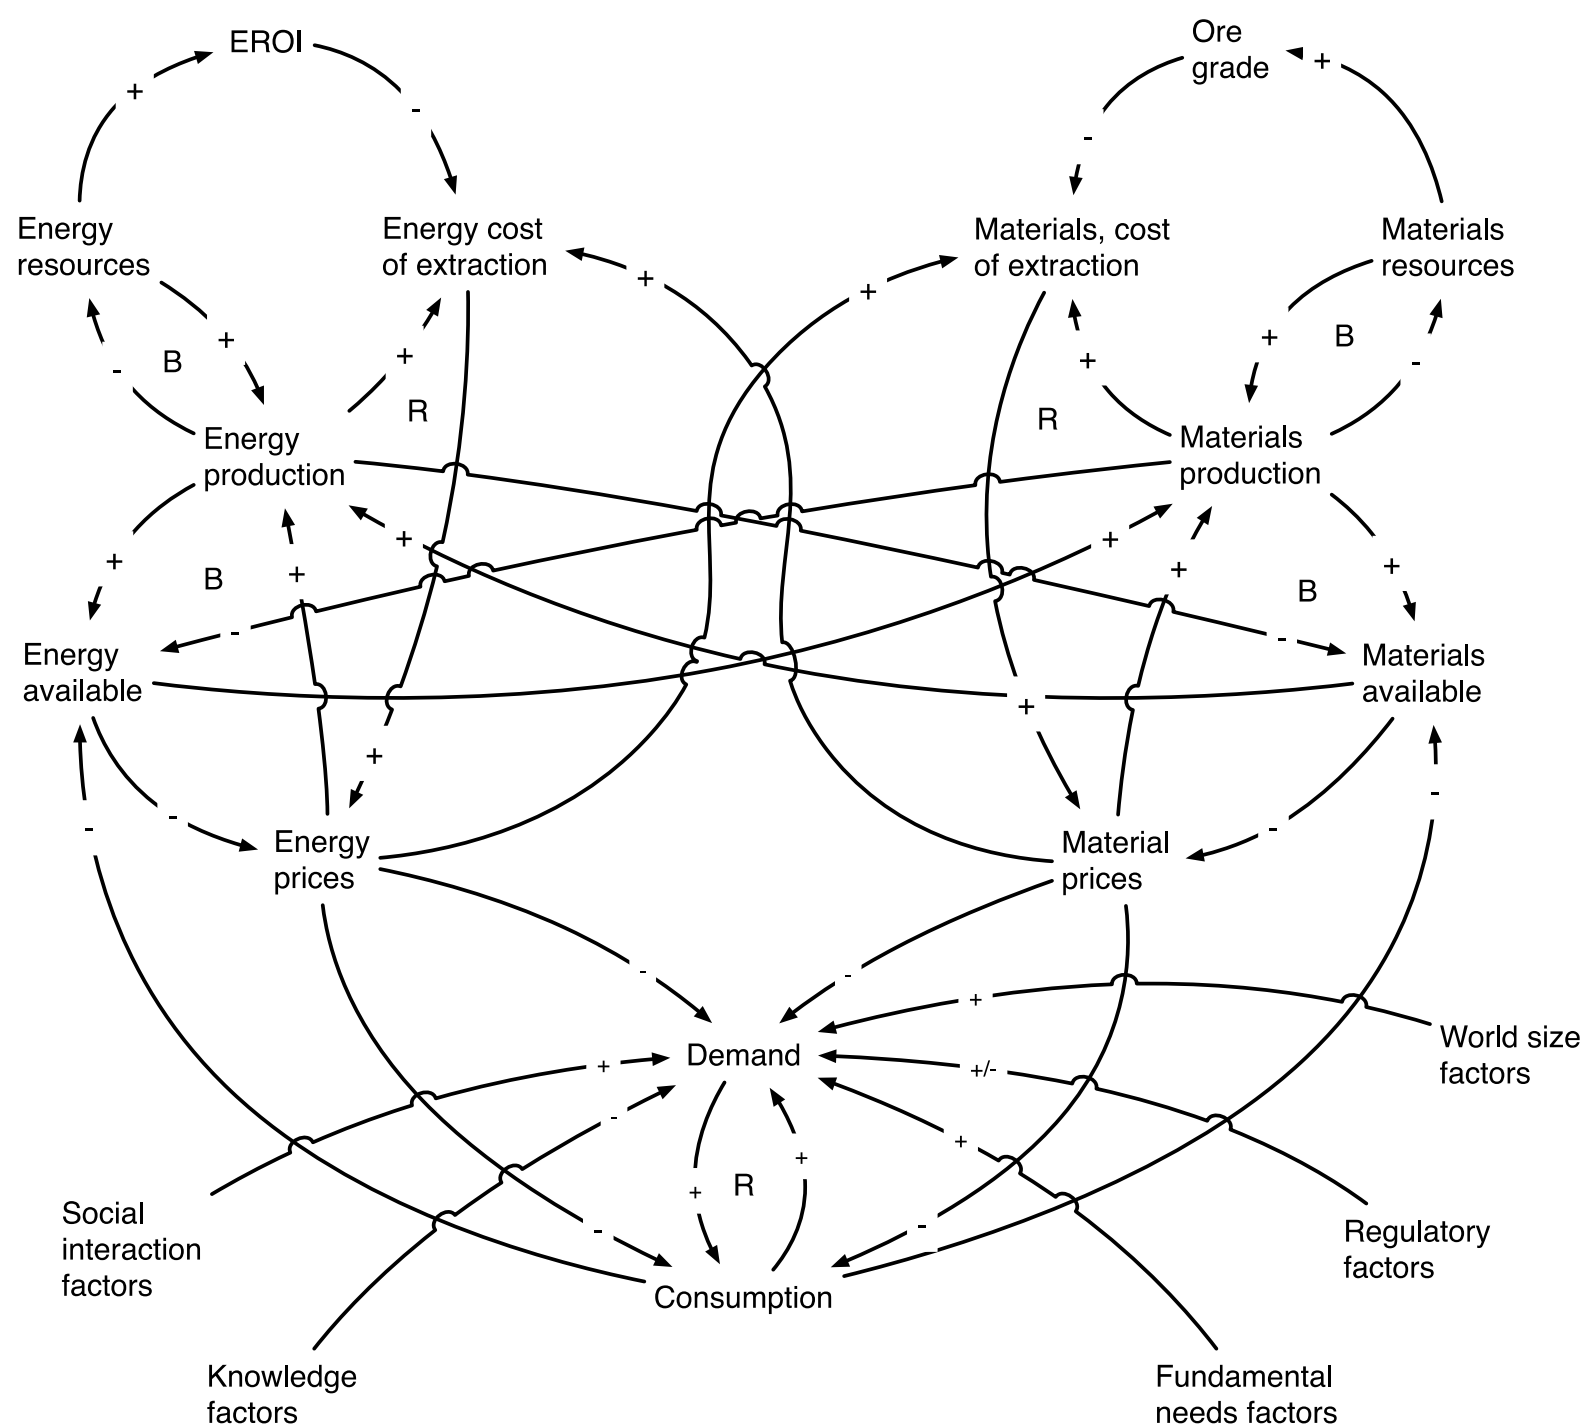 EROI
Ore
grade
+
+
-
-
Energy
resources
Energy cost
of extraction
Materials, cost
of extraction
Materials
resources
+
+
+
B
-
+
+
B
+
-
R
R
Energy
production
Materials
production
+
+
+
+
B
+
+
B
-
-
Energy
available
Materials
available
+
+
-
-
-
-
Energy
prices
Material
prices
-
-
+
World size
factors
Demand
+
+/-
-
+
+
+
R
Social
interaction
factors
-
-
Regulatory
factors
Consumption
Knowledge
factors
Fundamental
needs factors